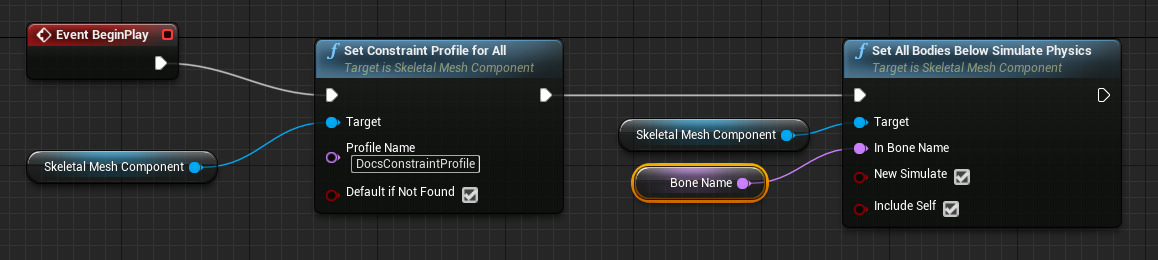 Event BeginPlay
Set Constraint Profile for All
Target is Skeletal Mesh Component
Target
Profile Name
DocsConstraintProfile
Default if Not Found
Skeletal Mesh Component
Skeletal Mesh Component
Bone Name
Set All Bodies Below Simulate Physics
Target is Skeletal Mesh Component
Target
In Bone Name
New Simulate
Include Self